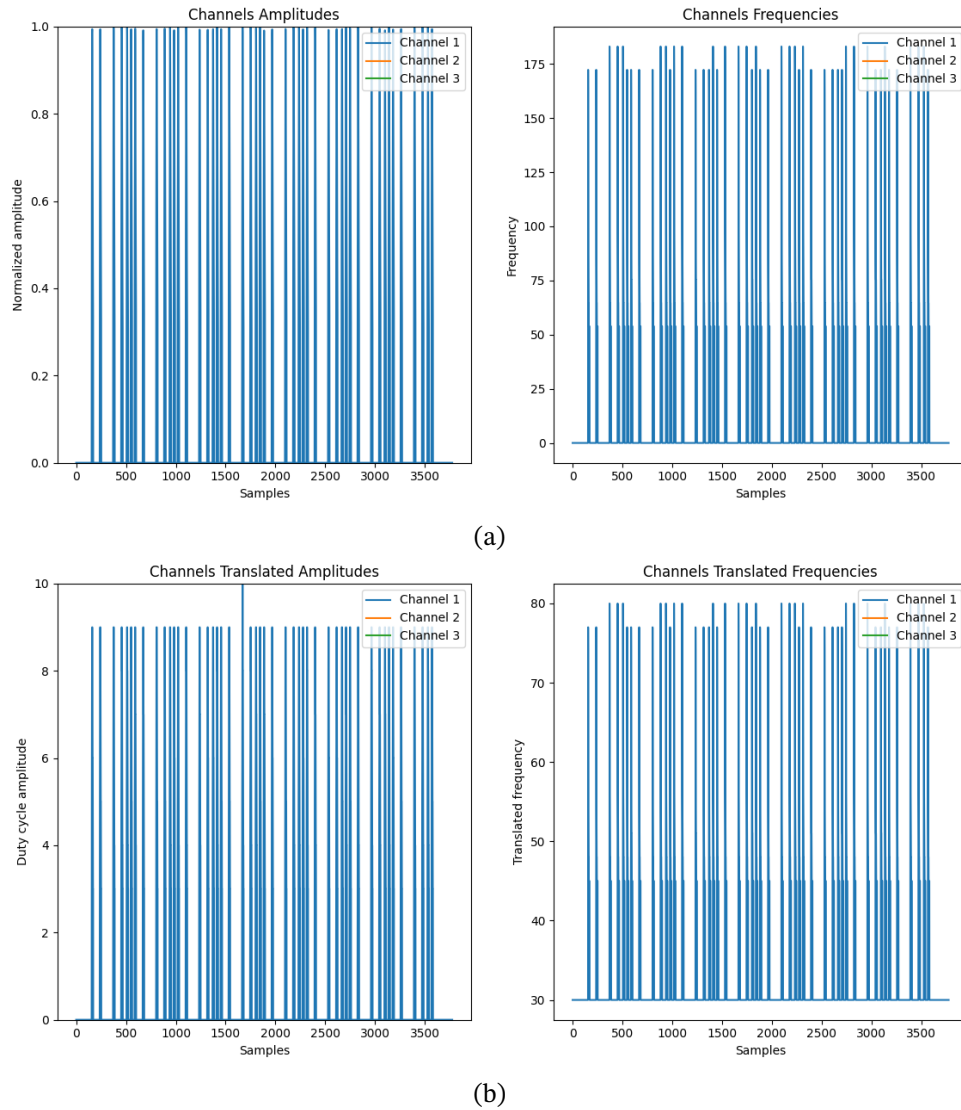 Channels Amplitudes
Normalized amplitude
1.0
0.8
0.6
0.4
0.2
0.0
0 500 1000 1500 2000 2500 3000 3500
Samples
Channel 1
Channel 2
Channel 3
Channels Frequencies
Frequency
175
150
125
100
75
50
25
0
0 500 1000 1500 2000 2500 3000 3500
Samples
Channel 1
Channel 2
Channel 3
(a)
Channels Translated Amplitudes
Duty cycle amplitude
10
8
6
4
2
0
0 500 1000 1500 2000 2500 3000 3500
Samples
Channel 1
Channel 2
Channel 3
Channels Translated Frequencies
Translated frequency
80
70
60
50
40
30
0 500 1000 1500 2000 2500 3000 3500
Samples
Channel 1
Channel 2
Channel 3
(b)